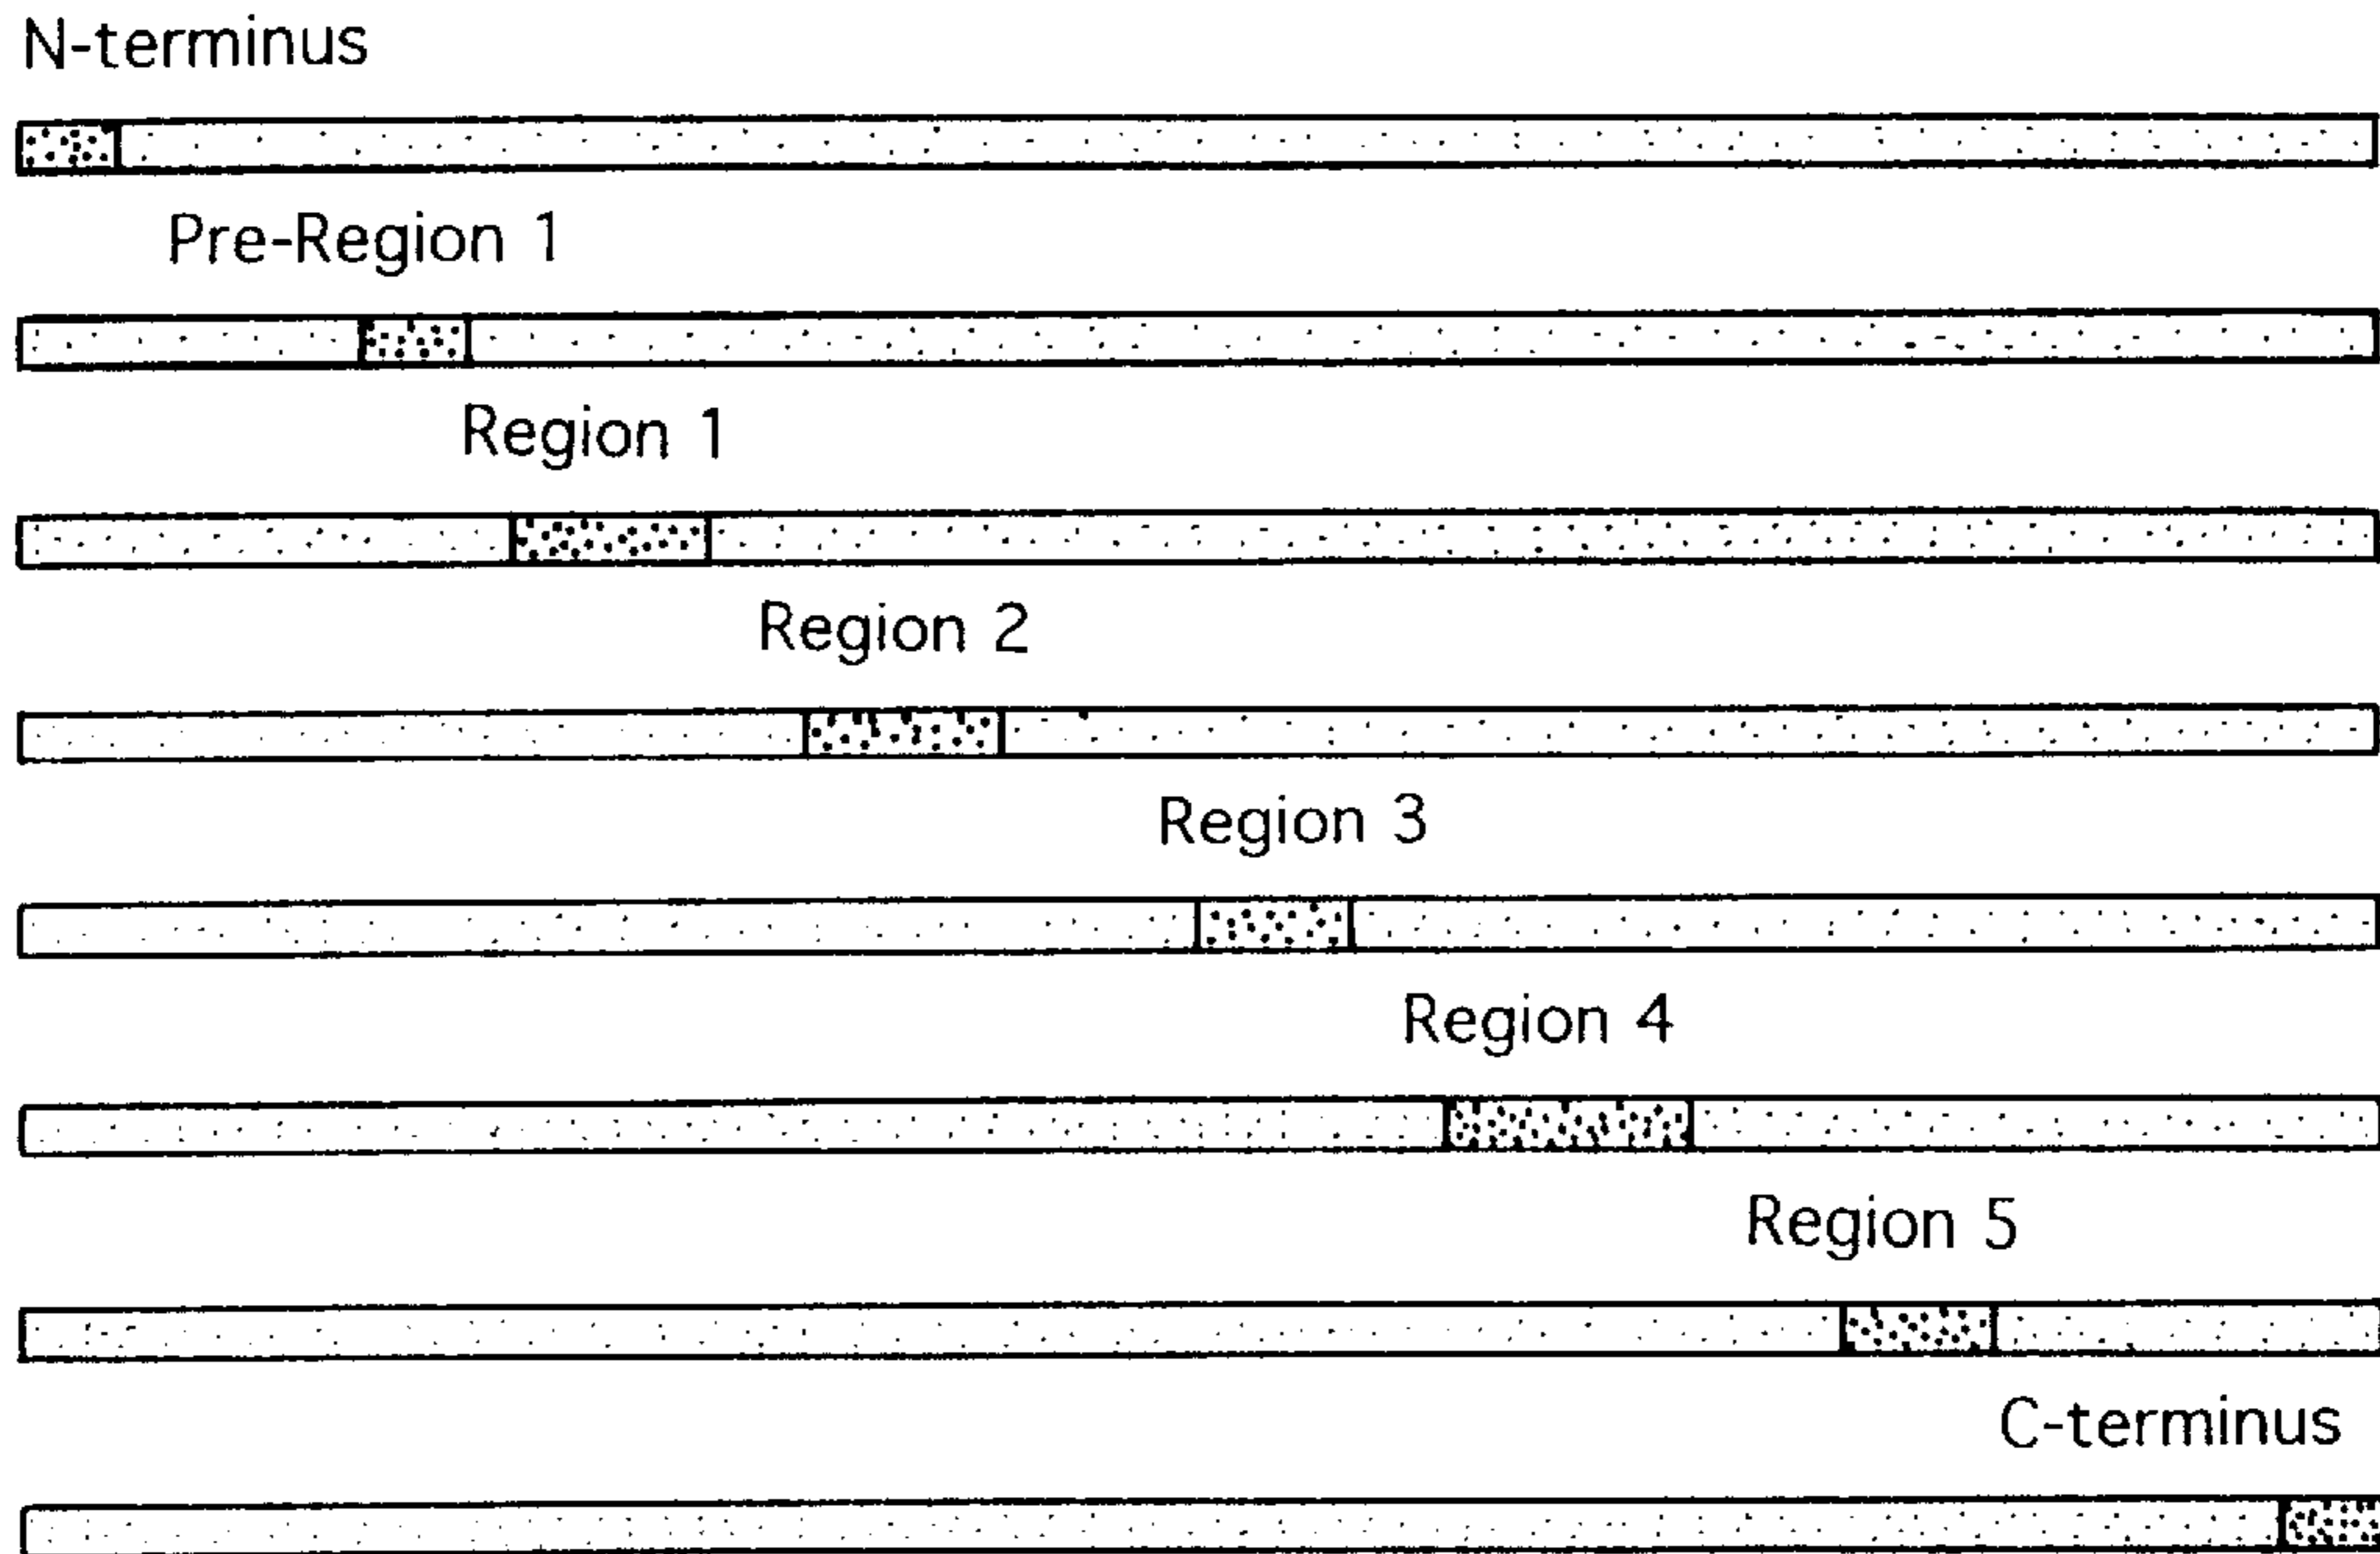 N-terminus
Pre-Region 1
Region 1
Region 2
Region 3
Region 4
Region 5
C-terminus